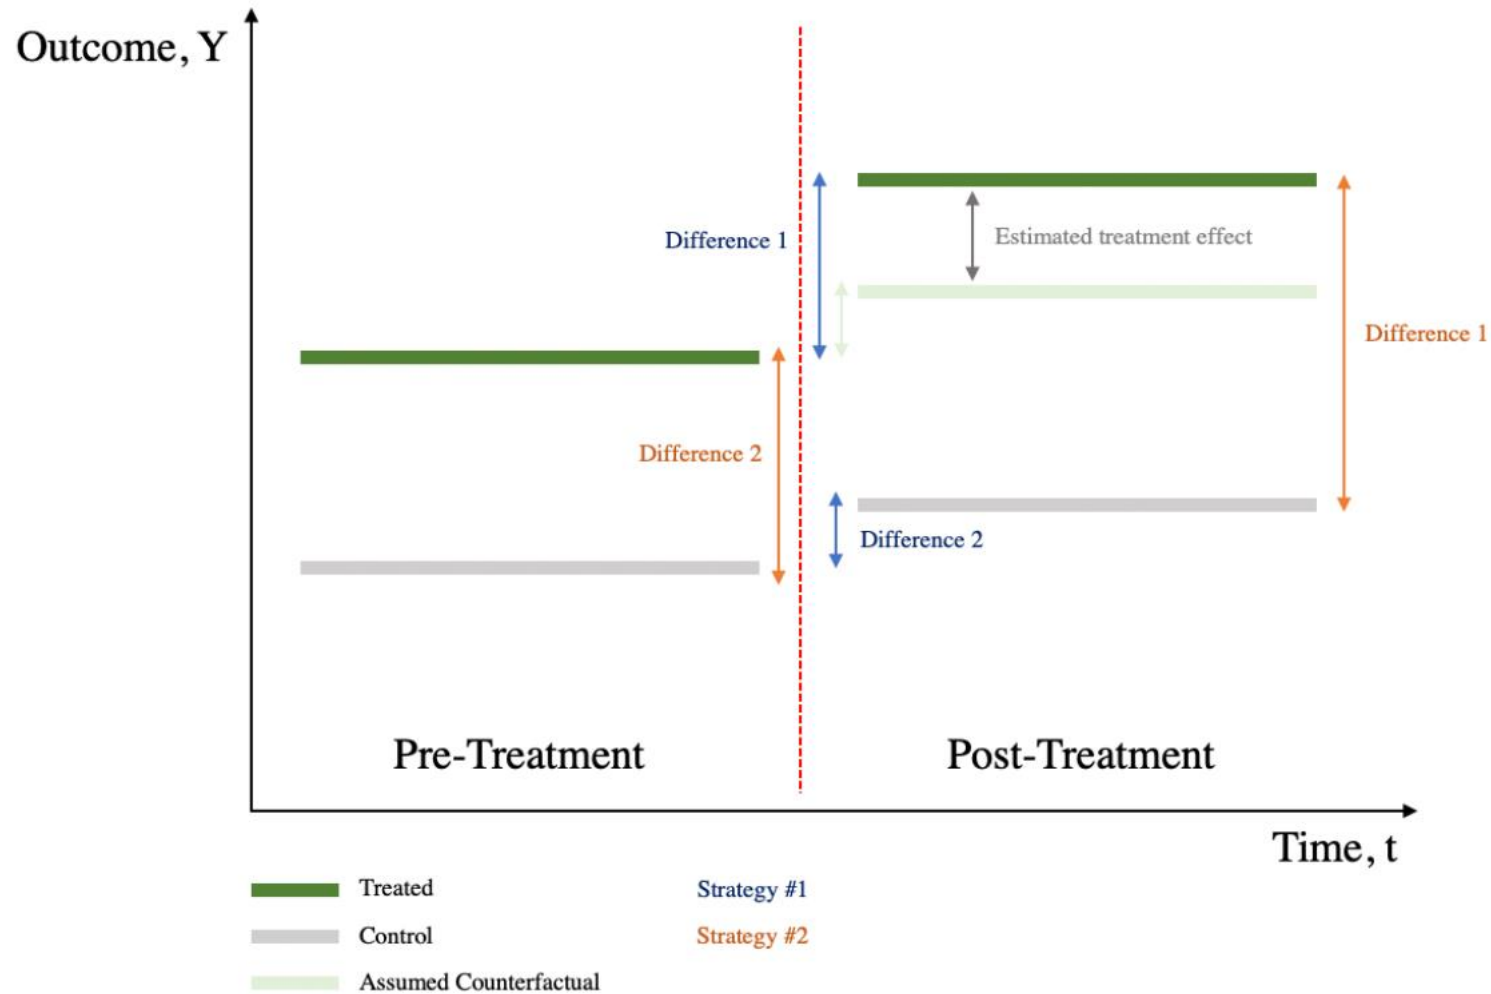 Outcome, Y
Difference 1
Estimated treatment effect
Difference 1
Difference 2
Difference 2
Pre-Treatment
Post-Treatment
Time, t
Treated
Strategy #1
Control
Strategy #2
Assumed Counterfactual